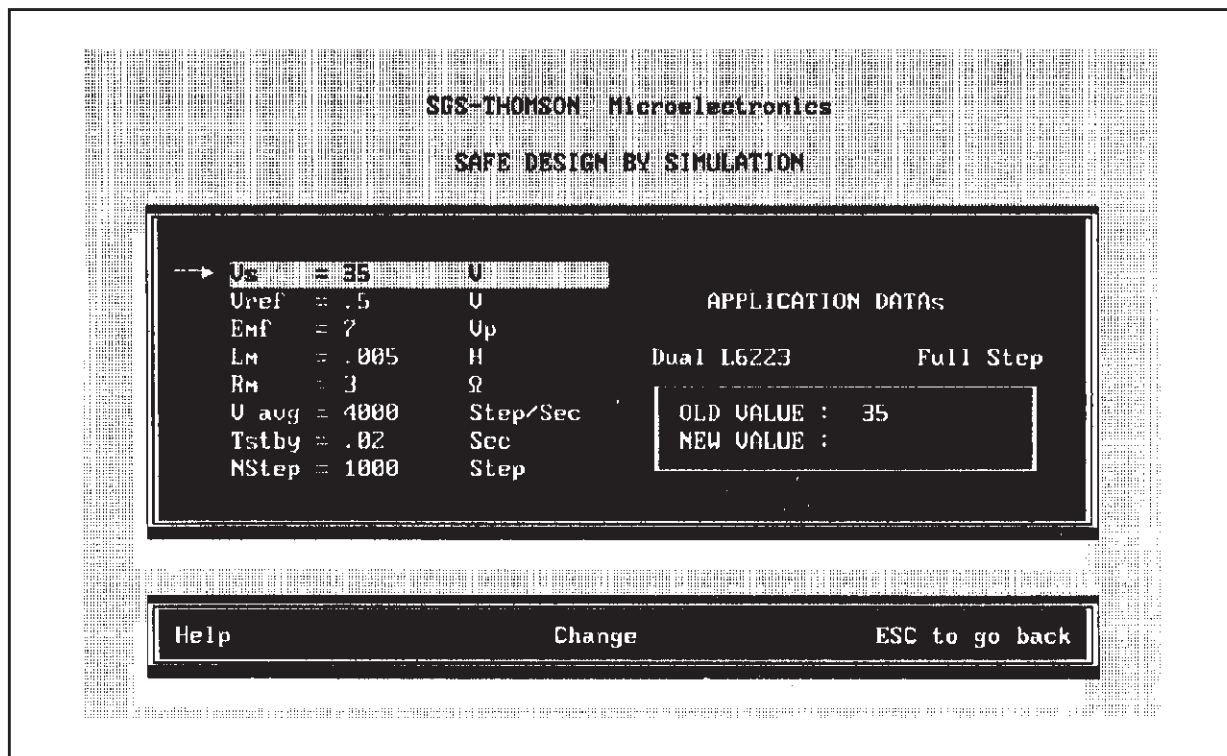 SGS-THOMSON Microelectronics
SAFE DESIGN BY SIMULATION
Vs = 35 V
Vref = .5 V
Emf = 7 Vp
Lm = .005 H
Rm = 3 Ω
V avg = 4000 Step/Sec
Tstby = .02 Sec
NStep = 1000 Step
APPLICATION DATAs
Dual L6223 Full Step
OLD VALUE : 35
NEW VALUE :
Help Change ESC to go back